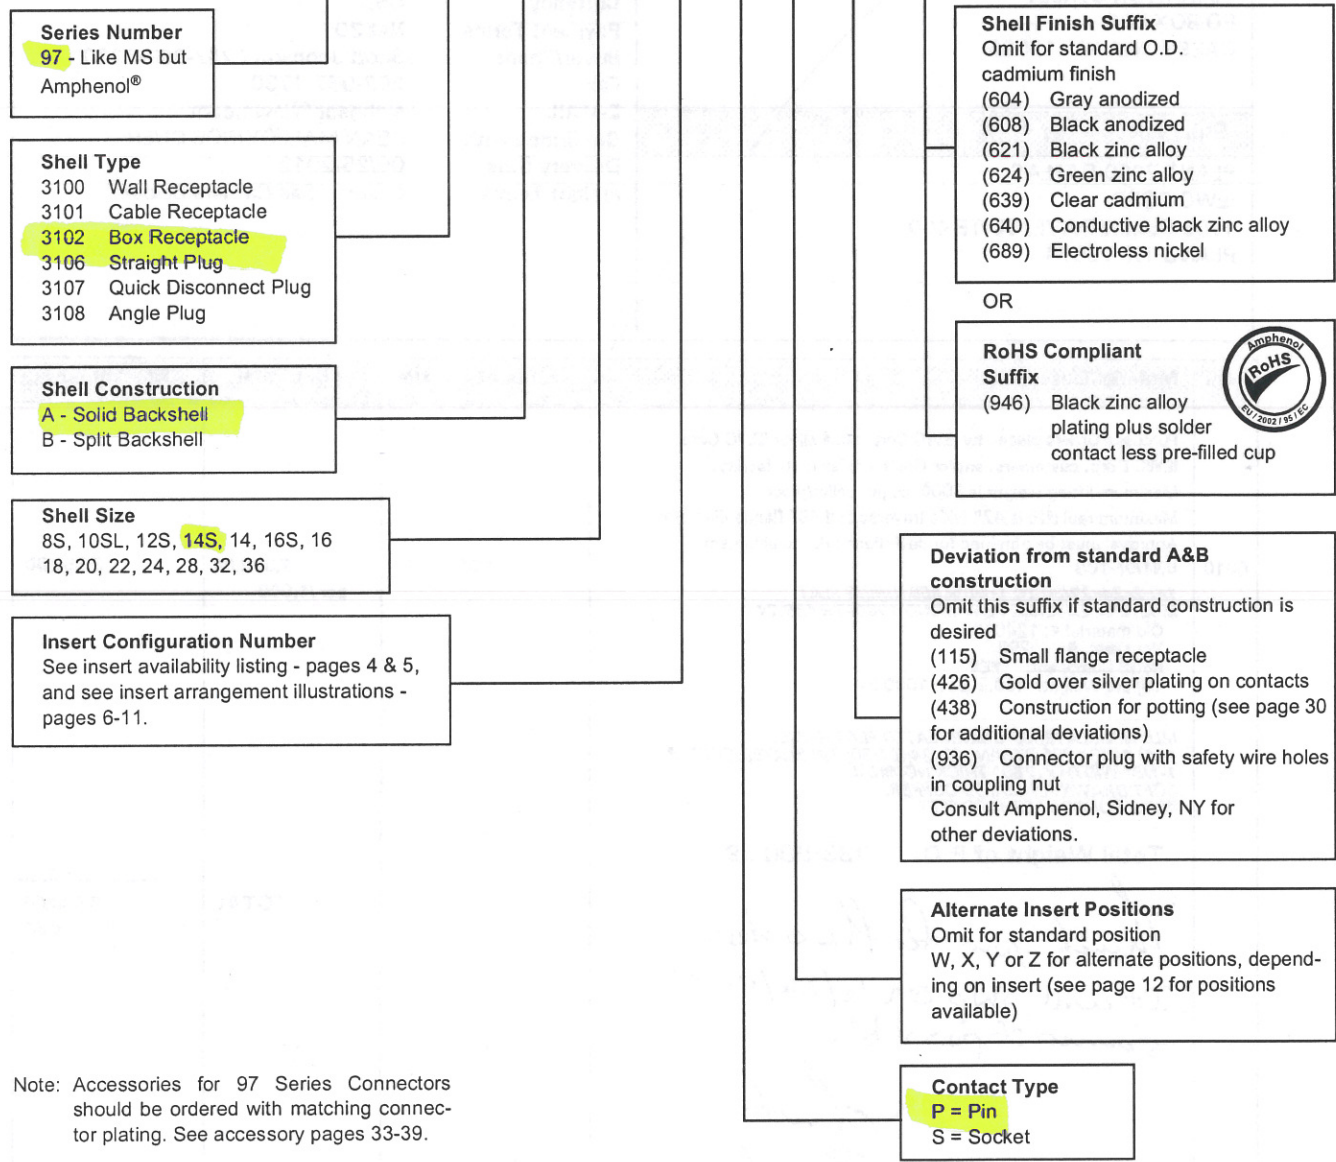 Series Number
97 - Like MS but
Amphenol®
Shell Type
3100 Wall Receptacle
3101 Cable Receptacle
3102 Box Receptacle
3106 Straight Plug
3107 Quick Disconnect Plug
3108 Angle Plug
Shell Construction
A - Solid Backshell
B - Split Backshell
Shell Size
8S, 10SL, 12S, 14S, 14, 16S, 16
18, 20, 22, 24, 28, 32, 36
Insert Configuration Number
See insert availability listing - pages 4 & 5,
and see insert arrangement illustrations -
pages 6-11.
Note: Accessories for 97 Series Connectors
should be ordered with matching connec-
tor plating. See accessory pages 33-39.
Shell Finish Suffix
Omit for standard O.D.
cadmium finish
(604) Gray anodized
(608) Black anodized
(621) Black zinc alloy
(624) Green zinc alloy
(639) Clear cadmium
(640) Conductive black zinc alloy
(689) Electroless nickel
OR
RoHS Compliant
Suffix
(946) Black zinc alloy
plating plus solder
contact less pre-filled cup
Amphenol
RoHS
EU / 2002 / 95 / EC
Deviation from standard A&B
construction
Omit this suffix if standard construction is
desired
(115) Small flange receptacle
(426) Gold over silver plating on contacts
(438) Construction for potting (see page 30
for additional deviations)
(936) Connector plug with safety wire holes
in coupling nut
Consult Amphenol, Sidney, NY for
other deviations.
Alternate Insert Positions
Omit for standard position
W, X, Y or Z for alternate positions, depend-
ing on insert (see page 12 for positions
available)
Contact Type
P = Pin
S = Socket